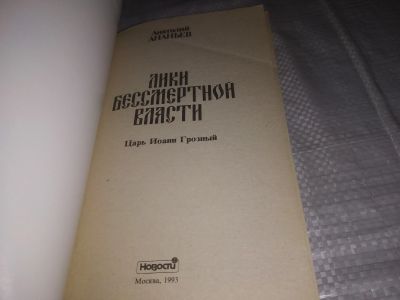 Анатолий
АНАНЬЕВ
ЛИКИ
БЕССМЕРТНОЙ
ВЛАСТИ
Царь Иоанн Грозный
Новости
Москва, 1993